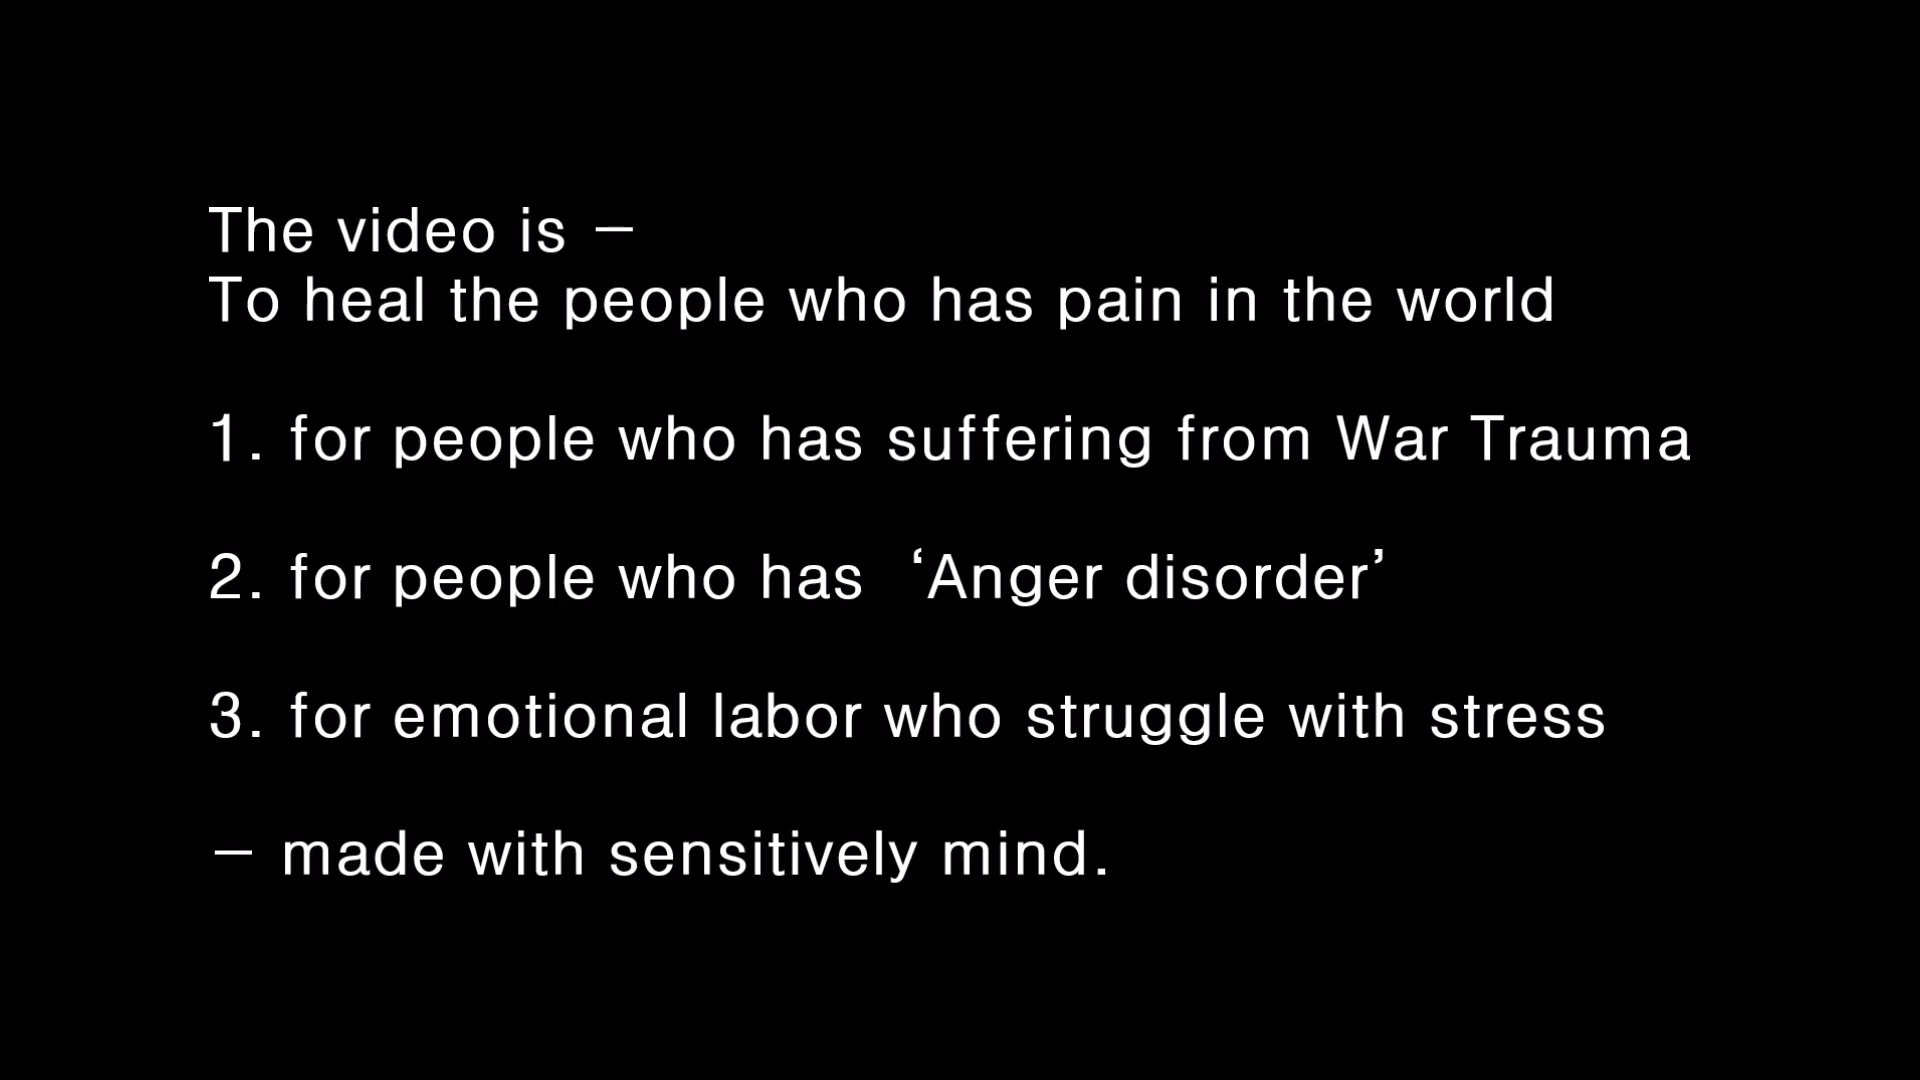 The video is –
To heal the people who has pain in the world
1. for people who has suffering from War Trauma
2. for people who has ‘Anger disorder’
3. for emotional labor who struggle with stress
– made with sensitively mind.